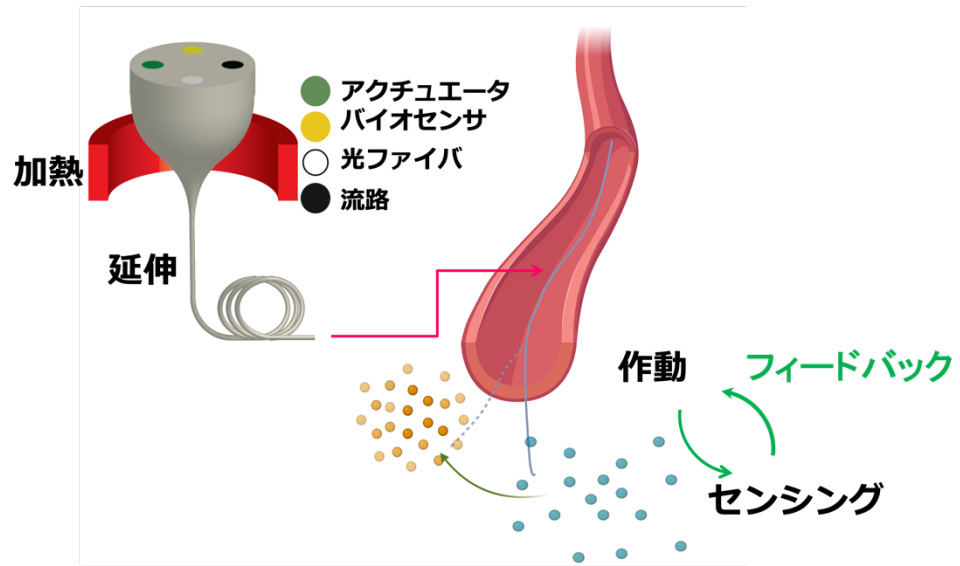 アクチュエータ
バイオセンサ
光ファイバ
流路
加熱
延伸
作動
フィードバック
センシング